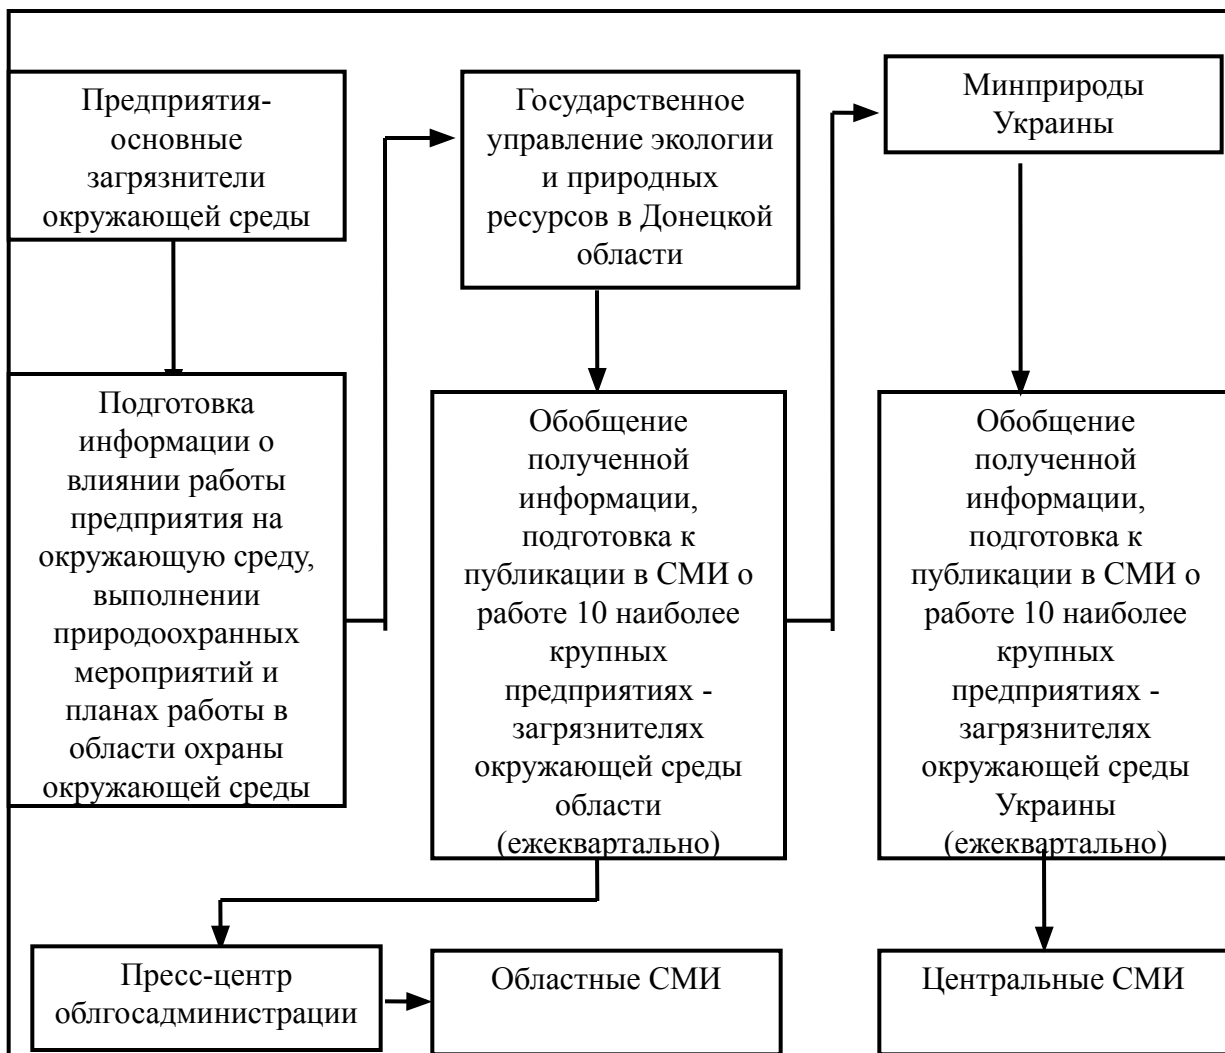 Предприятия-
основные
загрязнители
окружающей среды
Государственное
управление экологии
и природных
ресурсов в Донецкой
области
Минприроды
Украины
Подготовка
информации о
влиянии работы
предприятия на
окружающую среду,
выполнении
природоохранных
мероприятий и
планах работы в
области охраны
окружающей среды
Обобщение
полученной
информации,
подготовка к
публикации в СМИ о
работе 10 наиболее
крупных
предприятиях -
загрязнителях
окружающей среды
области
(ежеквартально)
Обобщение
полученной
информации,
подготовка к
публикации в СМИ о
работе 10 наиболее
крупных
предприятиях -
загрязнителях
окружающей среды
Украины
(ежеквартально)
Пресс-центр
облгосадминистрации
Областные СМИ
Центральные СМИ